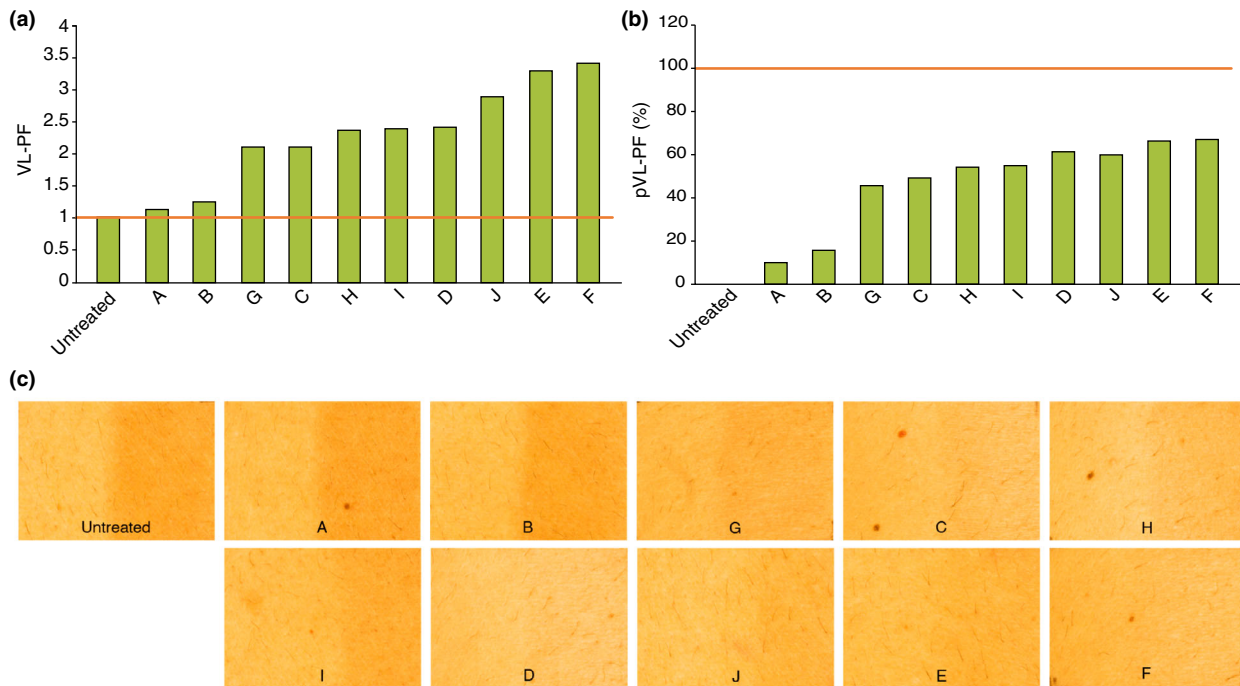 (a)
VL-PF
4
3.5
3
2.5
2
1.5
1
0.5
0
Untreated A B G C H I D J E F
(b)
pVL-PF (%)
120
100
80
60
40
20
0
Untreated A B G C H I D J E F
(c)
Untreated A B G C H
I D J E F